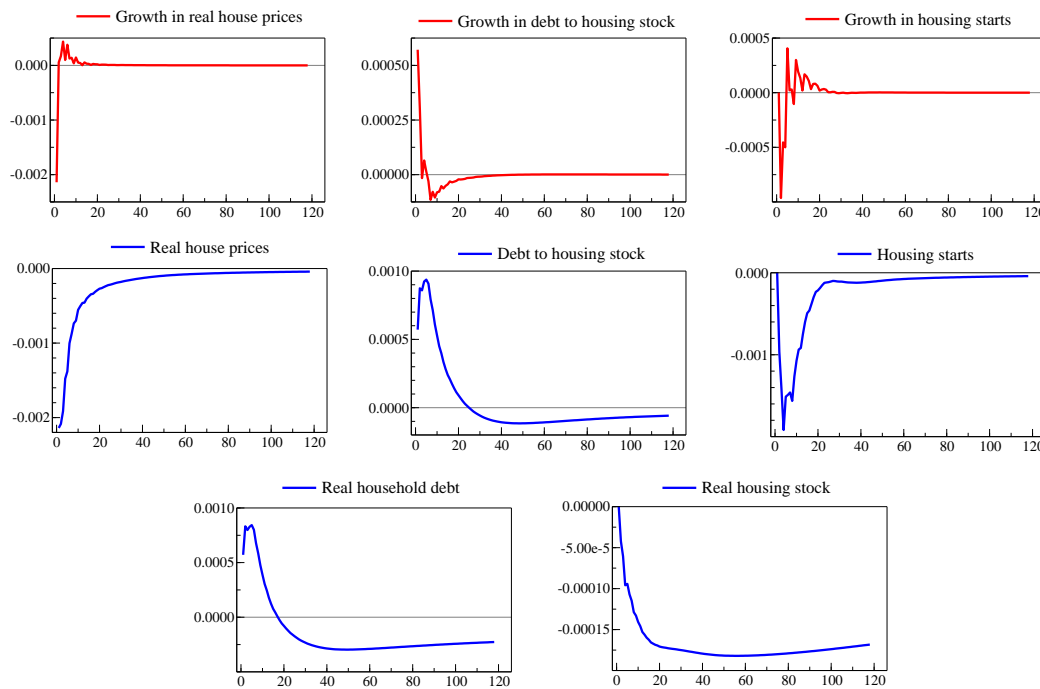 Growth in real house prices
0.000
-0.001
-0.002
0 20 40 60 80 100 120
Growth in debt to housing stock
0.00050
0.00025
0.00000
0 20 40 60 80 100 120
Growth in housing starts
0.0005
0.0000
-0.0005
0 20 40 60 80 100 120
Real house prices
0.000
-0.001
-0.002
0 20 40 60 80 100 120
Debt to housing stock
0.0010
0.0005
0.0000
0 20 40 60 80 100 120
Housing starts
0.000
-0.001
0 20 40 60 80 100 120
Real household debt
0.0010
0.0005
0.0000
0 20 40 60 80 100 120
Real housing stock
0.00000
-5.00e-5
-0.00010
-0.00015
0 20 40 60 80 100 120